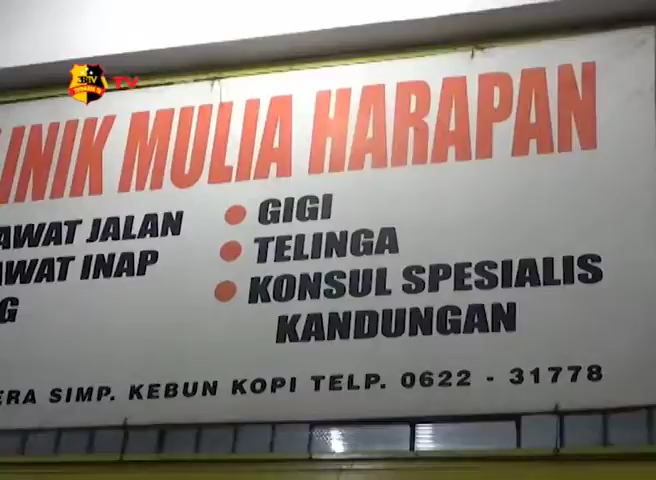 TV
LINIK MULIA HARAPAN
AWAT JALAN
AWAT INAP
G
GIGI
TELINGA
KONSUL SPESIALIS
KANDUNGAN
ERA SIMP. KEBUN KOPI TELP. 0622 - 31778